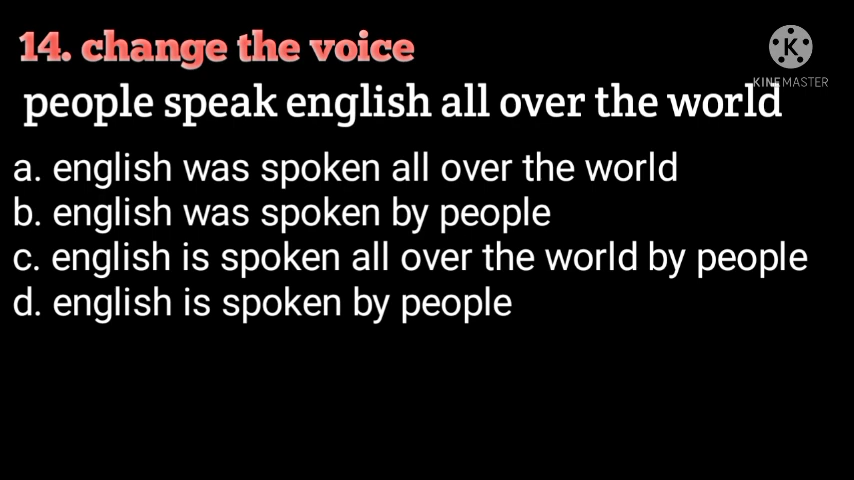 14. change the voice
K
KINEMASTER
people speak english all over the world
a. english was spoken all over the world
b. english was spoken by people
c. english is spoken all over the world by people
d. english is spoken by people